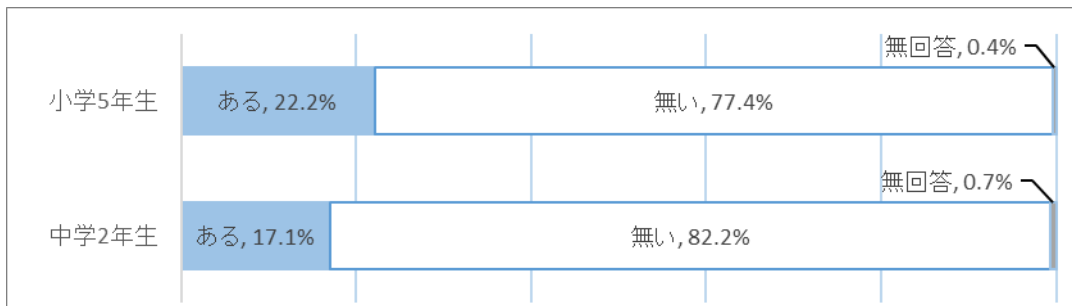 無回答, 0.4%
小学5年生
ある, 22.2%
無い, 77.4%
無回答, 0.7%
中学2年生
ある, 17.1%
無い, 82.2%